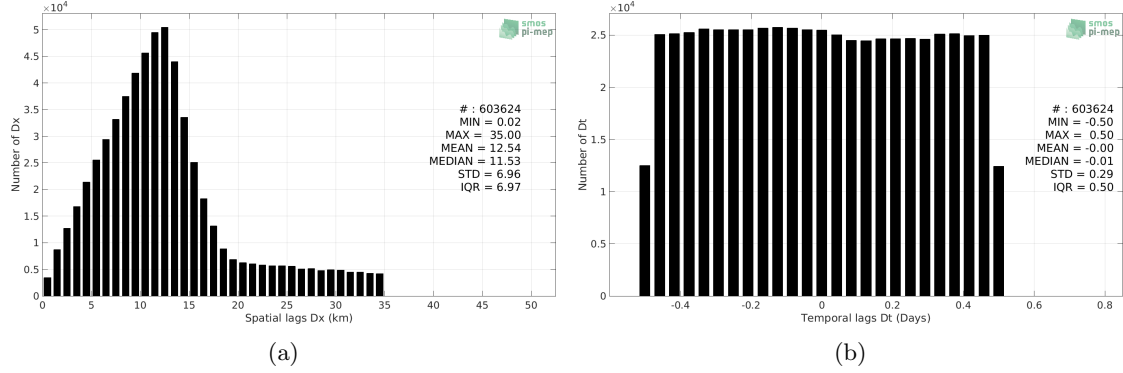 ×10⁴
5
4.5
4
3.5
3
2.5
2
1.5
1
0.5
0
Number of Dx
0 5 10 15 20 25 30 35 40 45 50
Spatial lags Dx (km)
smos
pi-mep
# : 603624
MIN = 0.02
MAX = 35.00
MEAN = 12.54
MEDIAN = 11.53
STD = 6.96
IQR = 6.97
(a)
×10⁴
2.5
2
1.5
1
0.5
0
Number of Dt
-0.4 -0.2 0 0.2 0.4 0.6 0.8
Temporal lags Dt (Days)
smos
pi-mep
# : 603624
MIN = -0.50
MAX = 0.50
MEAN = -0.00
MEDIAN = -0.01
STD = 0.29
IQR = 0.50
(b)